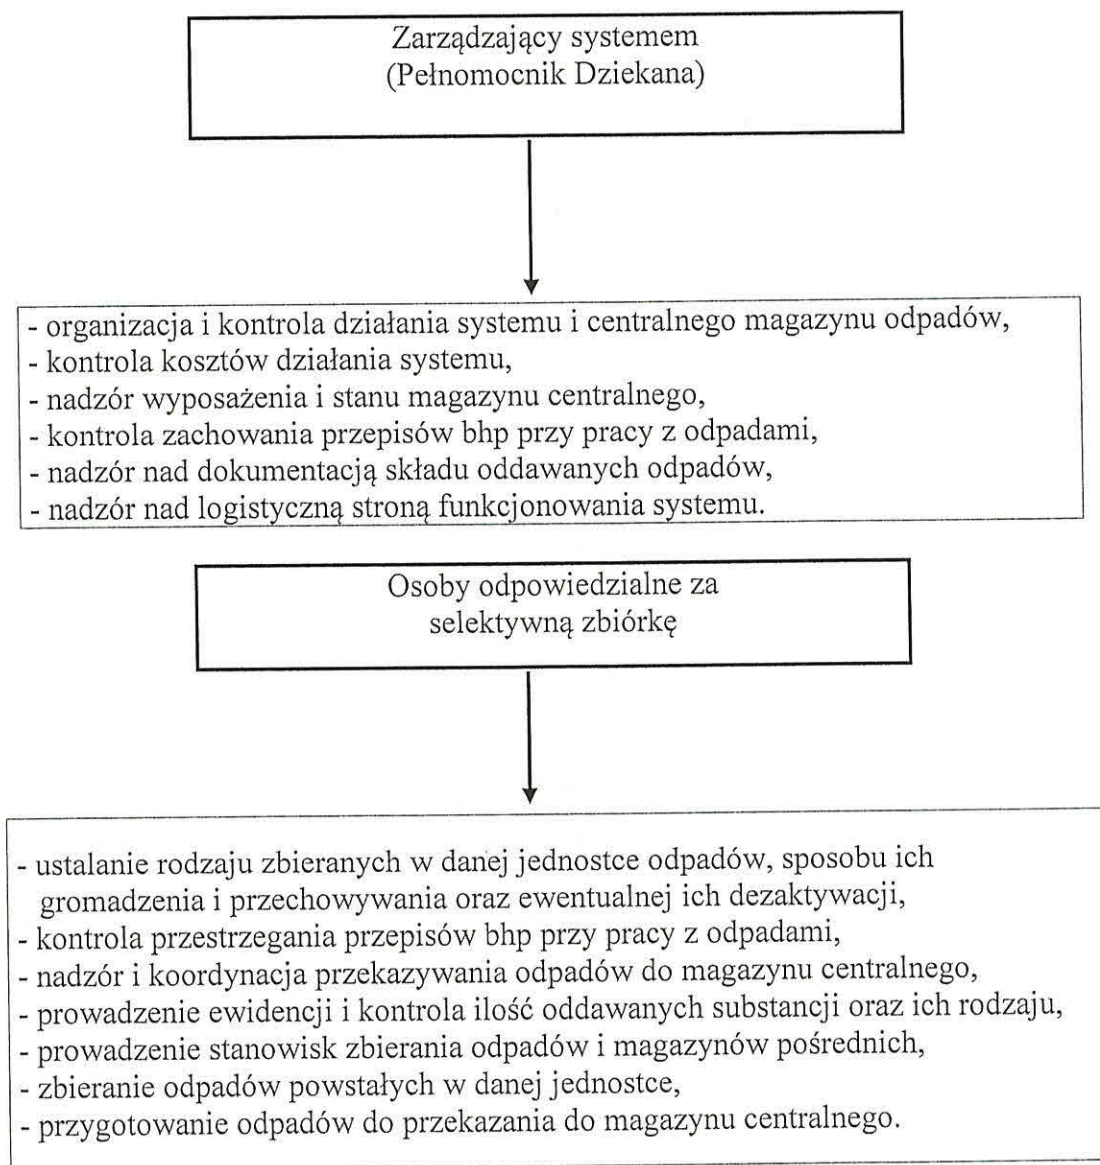 Zarządzający systemem
(Pełnomocnik Dziekana)
- organizacja i kontrola działania systemu i centralnego magazynu odpadów,
- kontrola kosztów działania systemu,
- nadzór wyposażenia i stanu magazynu centralnego,
- kontrola zachowania przepisów bhp przy pracy z odpadami,
- nadzór nad dokumentacją składu oddawanych odpadów,
- nadzór nad logistyczną stroną funkcjonowania systemu.
Osoby odpowiedzialne za
selektywną zbiórkę
- ustalanie rodzaju zbieranych w danej jednostce odpadów, sposobu ich
gromadzenia i przechowywania oraz ewentualnej ich dezaktywacji,
- kontrola przestrzegania przepisów bhp przy pracy z odpadami,
- nadzór i koordynacja przekazywania odpadów do magazynu centralnego,
- prowadzenie ewidencji i kontrola ilość oddawanych substancji oraz ich rodzaju,
- prowadzenie stanowisk zbierania odpadów i magazynów pośrednich,
- zbieranie odpadów powstałych w danej jednostce,
- przygotowanie odpadów do przekazania do magazynu centralnego.